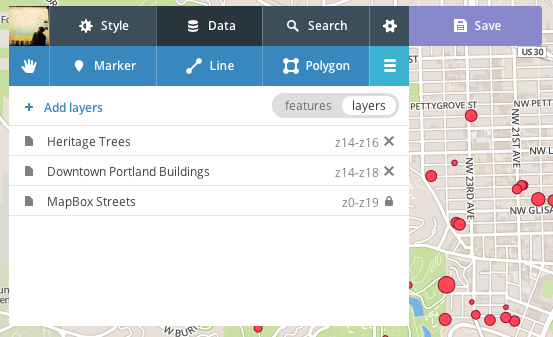 Style
Data
Search
Save
US 30
Marker
Line
Polygon
Add layers
features
layers
PETTYGROVE ST
NW PETT
NW 21ST AVE
Heritage Trees
z14-z16
NW L
Downtown Portland Buildings
z14-z18
NW 23RD AVE
MapBox Streets
z0-z19
NW GLISA
W BUR